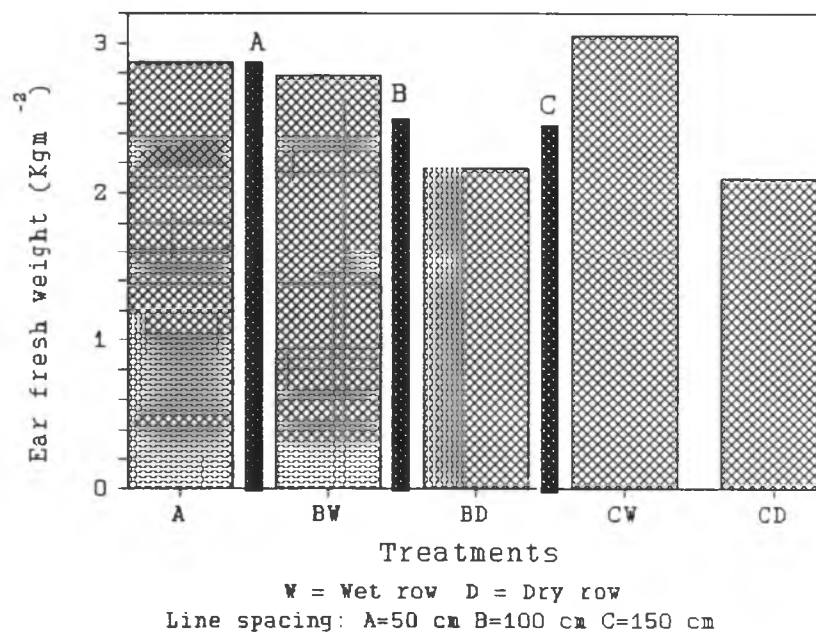 Ear fresh weight (Kgm -2)
3
2
1
0
A
B
C
A BW BD CW CD
Treatments
W = Wet row D = Dry row
Line spacing: A=50 cm B=100 cm C=150 cm